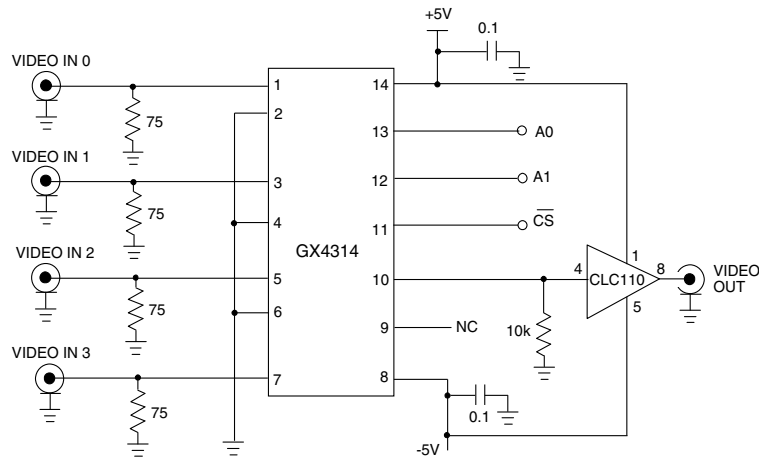 +5V
0.1
VIDEO IN 0
1
14
75
2
13
A0
VIDEO IN 1
3
12
A1
75
4
11
CS
GX4314
VIDEO IN 2
5
10
4
CLC110
1
8
5
VIDEO
OUT
75
6
9
NC
10k
VIDEO IN 3
7
8
75
0.1
-5V